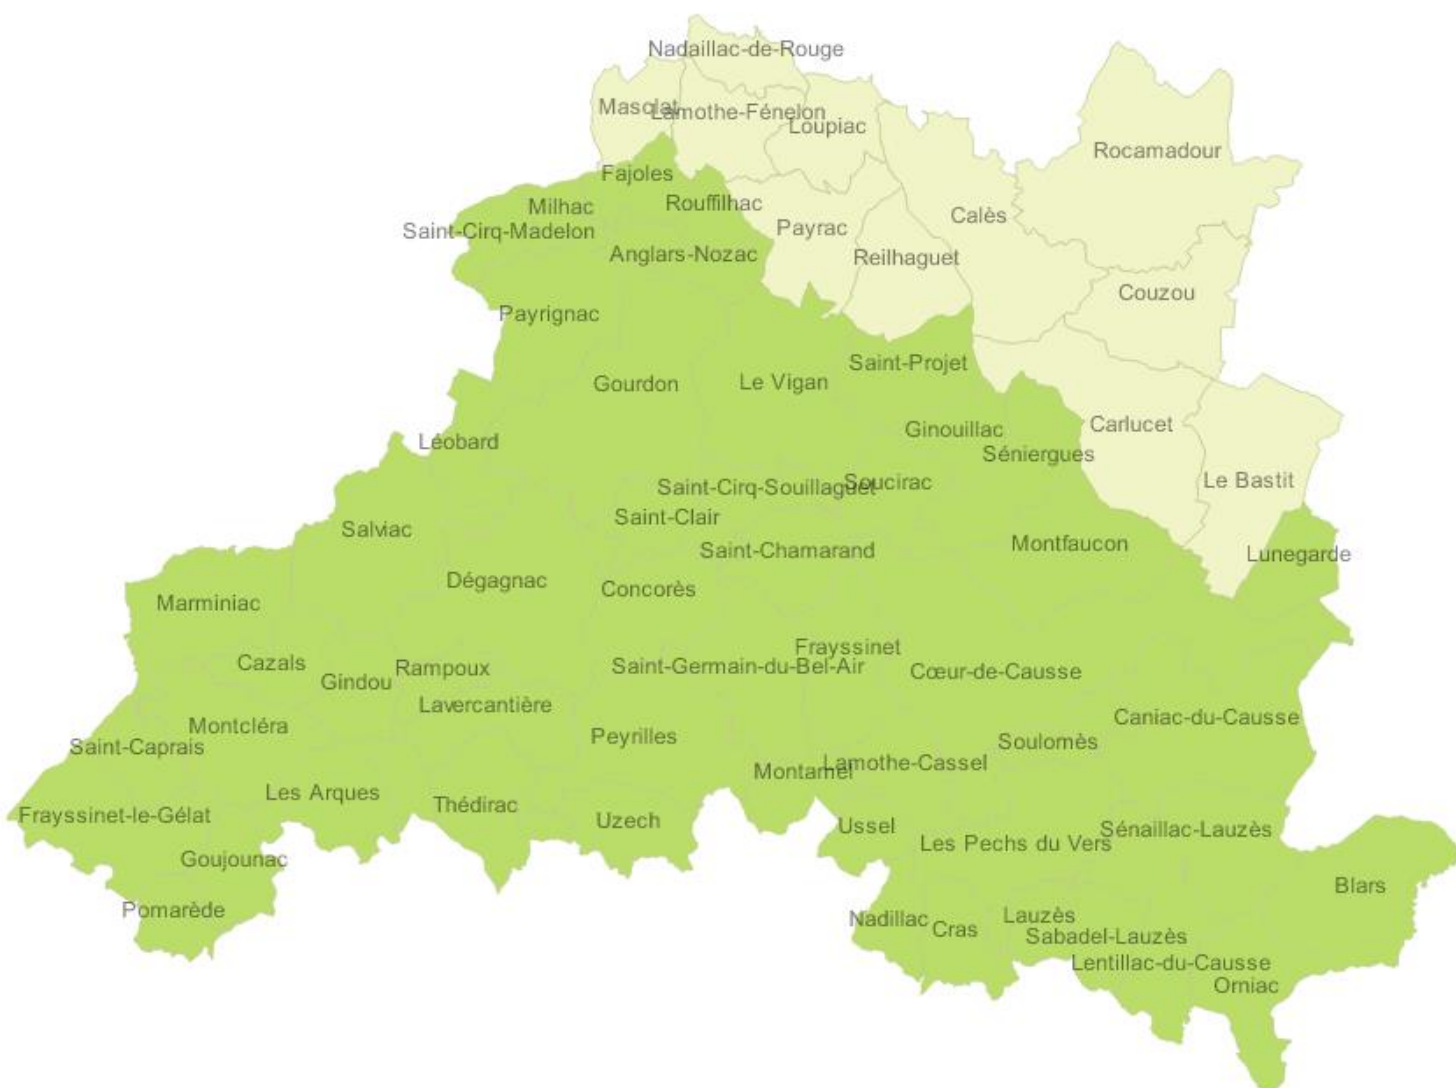 Nadaillac-de-Rouge
Masclat
Lamothe-Fénelon
Loupiac
Rocamadour
Fajoles
Milhac
Rouffilhac
Saint-Cirq-Madelon
Payrac
Calès
Anglars-Nozac
Reilhaguet
Couzou
Payrignac
Saint-Projet
Gourdon
Le Vigan
Carlucet
Ginouillac
Léobard
Séniergues
Le Bastit
Saint-Cirq-Souillaguet
Soucirac
Saint-Clair
Salviac
Saint-Chamarand
Montfaucon
Lunegarde
Dégagnac
Concorès
Marminiac
Frayssinet
Cazals
Rampoux
Saint-Germain-du-Bel-Air
Cœur-de-Causse
Gindou
Lavercantière
Caniac-du-Causse
Montcléra
Peyrilles
Soulomès
Saint-Caprais
Lamothe-Cassel
Montamel
Les Arques
Thédirac
Frayssinet-le-Gélat
Uzech
Ussel
Sénaillac-Lauzès
Les Pechs du Vers
Goujounac
Blars
Pomarède
Nadillac
Lauzès
Cras
Sabadel-Lauzès
Lentillac-du-Causse
Orniac